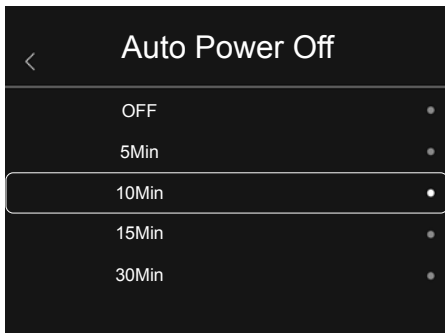 Auto Power Off
OFF
5Min
10Min
15Min
30Min